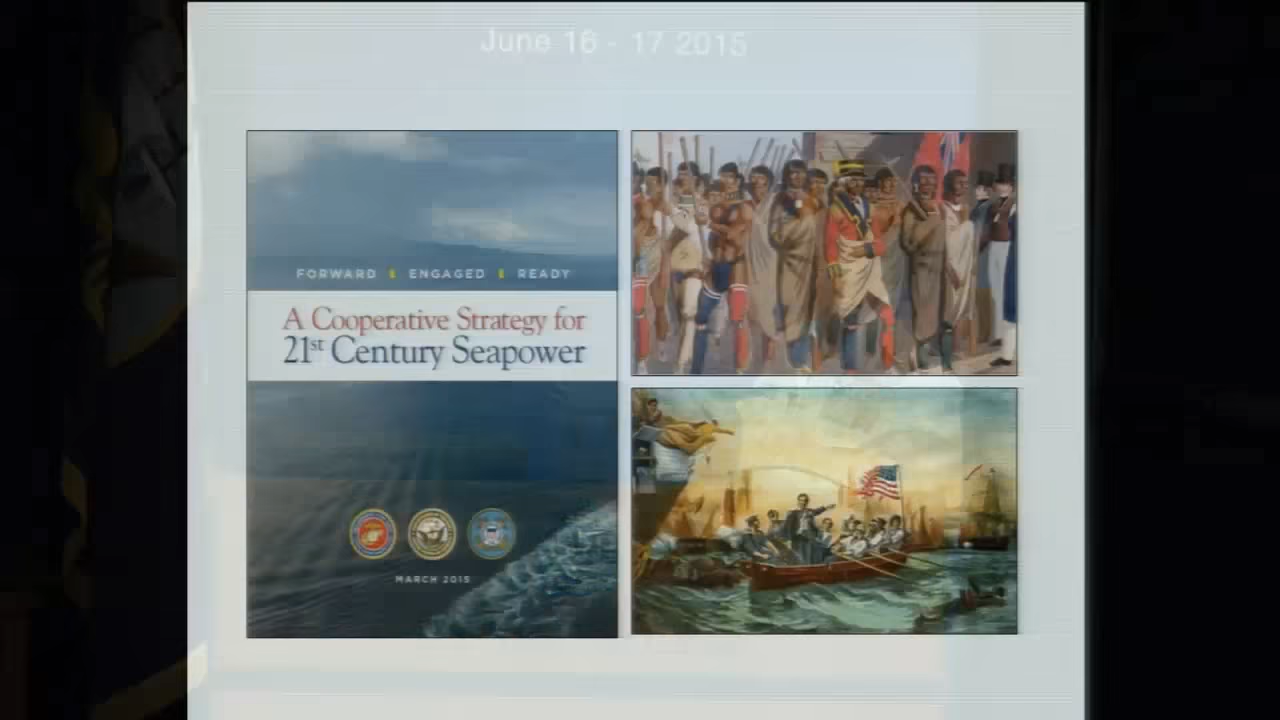 June 16 - 17 2015
FORWARD ENGAGED READY
A Cooperative Strategy for
21st Century Seapower
MARCH 2015